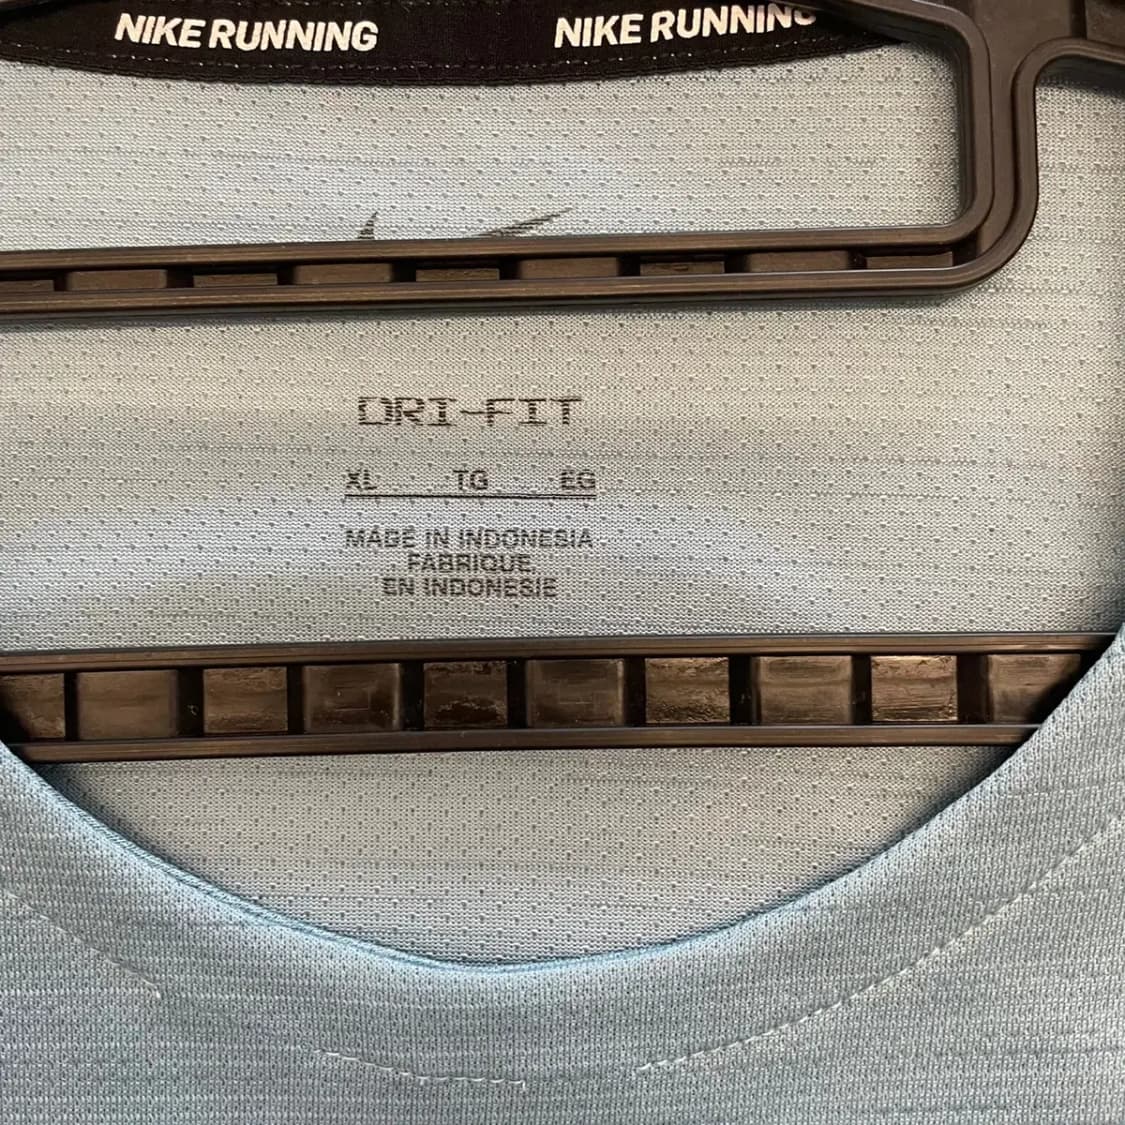 NIKE RUNNING NIKE RUNNING
DRI-FIT
XL TG EG
MADE IN INDONESIA
FABRIQUE
EN INDONESIE